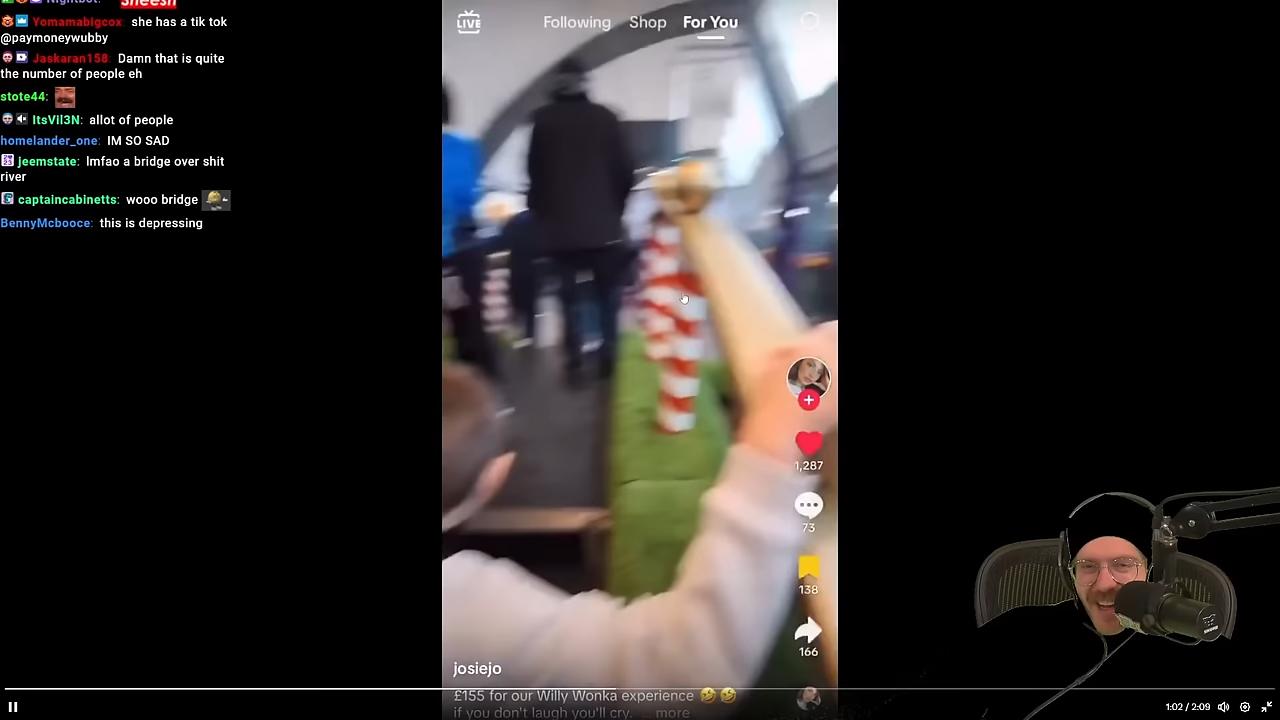 Nightbot:
Sheesh
Yomamabigcox: she has a tik tok
@paymoneywubby
Jaskaran158: Damn that is quite
the number of people eh
stote44:
ItsVil3N: allot of people
homelander_one: IM SO SAD
jeemstate: lmfao a bridge over shit
river
captaincabinetts: wooo bridge
BennyMcbooce: this is depressing
LIVE
Following Shop For You
1,287
73
138
166
josiejo
£155 for our Willy Wonka experience 🤣🤣
if you don't laugh you'll cry. ... more
1:02 / 2:09